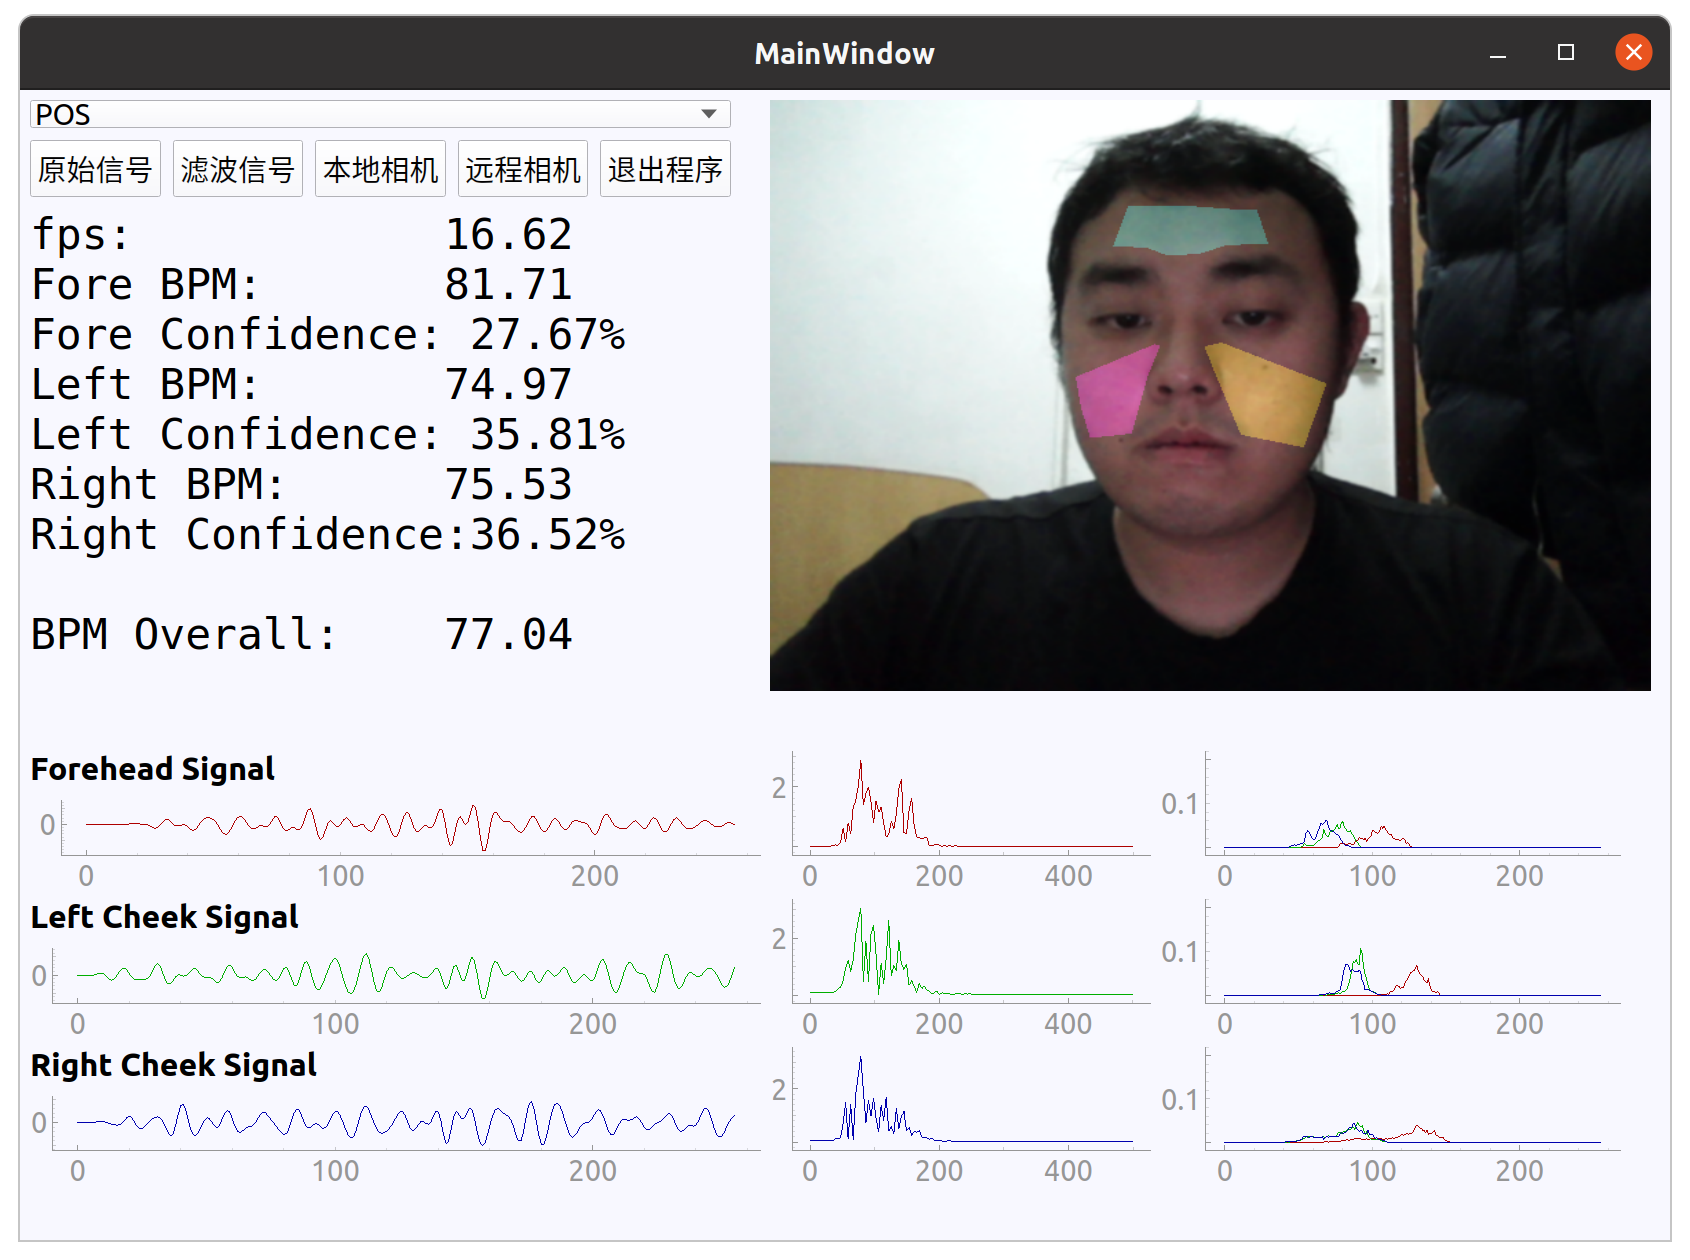 MainWindow
POS
原始信号 滤波信号 本地相机 远程相机 退出程序
fps: 16.62
Fore BPM: 81.71
Fore Confidence: 27.67%
Left BPM: 74.97
Left Confidence: 35.81%
Right BPM: 75.53
Right Confidence:36.52%
BPM Overall: 77.04
Forehead Signal
0
0 100 200
2
0 200 400
0.1
0 100 200
Left Cheek Signal
0
0 100 200
2
0 200 400
0.1
0 100 200
Right Cheek Signal
0
0 100 200
2
0 200 400
0.1
0 100 200